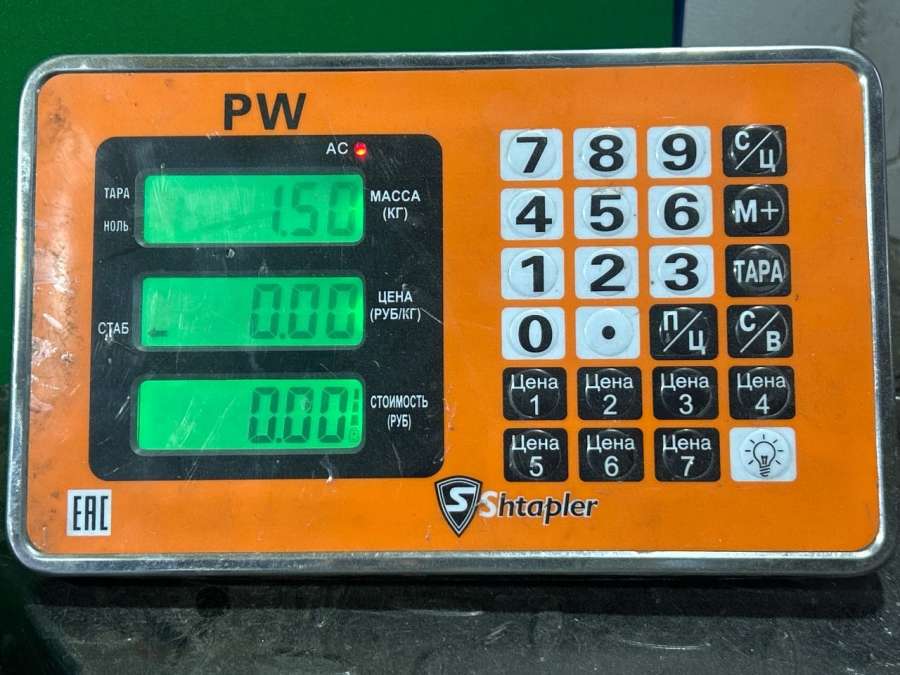 PW
AC
ТАРА
НОЛЬ
1.50
МАССА
(КГ)
СТАБ
0.00
ЦЕНА
(РУБ/КГ)
0.00
СТОИМОСТЬ
(РУБ)
7 8 9 С/Ц
4 5 6 М+
1 2 3 ТАРА
0 . П/Ц С/В
Цена 1 Цена 2 Цена 3 Цена 4
Цена 5 Цена 6 Цена 7
EAC
S Shtapler